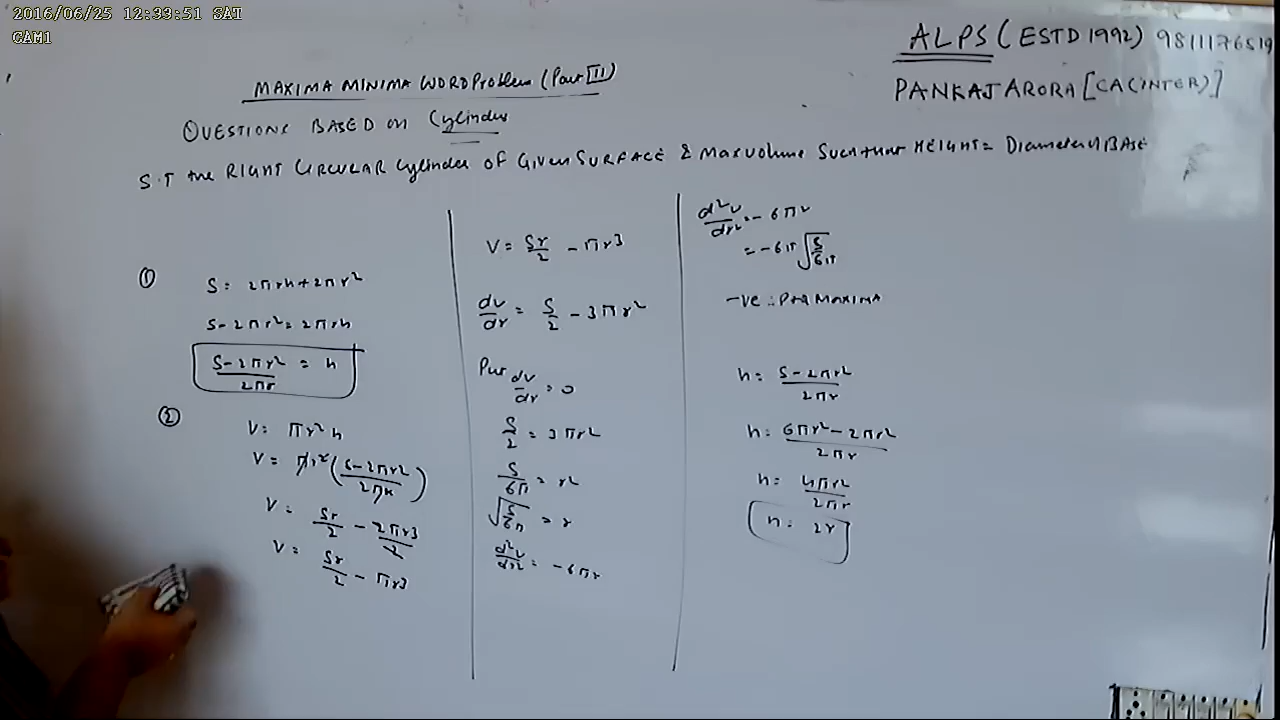 2016/06/25 12:33:51 SAT
CAM1
ALPS (ESTD 1992) 9811176519
PANKAJ ARORA [CA(INTER)]
MAXIMA MINIMA WORD Problem (Part III)
QUESTIONS BASED on Cylinder
S.T the RIGHT CIRCULAR Cylinder OF Given SURFACE & Max volume Such that HEIGHT = Diameter of BASE
①
S = 2πrh + 2πr²
S - 2πr² = 2πrh
(S - 2πr²)/2πr = h
②
V = πr²h
V = πr² ((S - 2πr²)/2πr)
V = Sr/2 - 2πr³/2
V = Sr/2 - πr³
V = Sr/2 - πr³
dv/dr = S/2 - 3πr²
Put dv/dr = 0
S/2 = 3πr²
S/6π = r²
√(S/6π) = r
d²v/dr² = -6πr
d²v/dr² = -6πr
= -6π √(S/6π)
-ve ∴ Pt of MAXIMA
h = (S - 2πr²)/2πr
h = (6πr² - 2πr²)/2πr
h = 4πr²/2πr
h = 2r